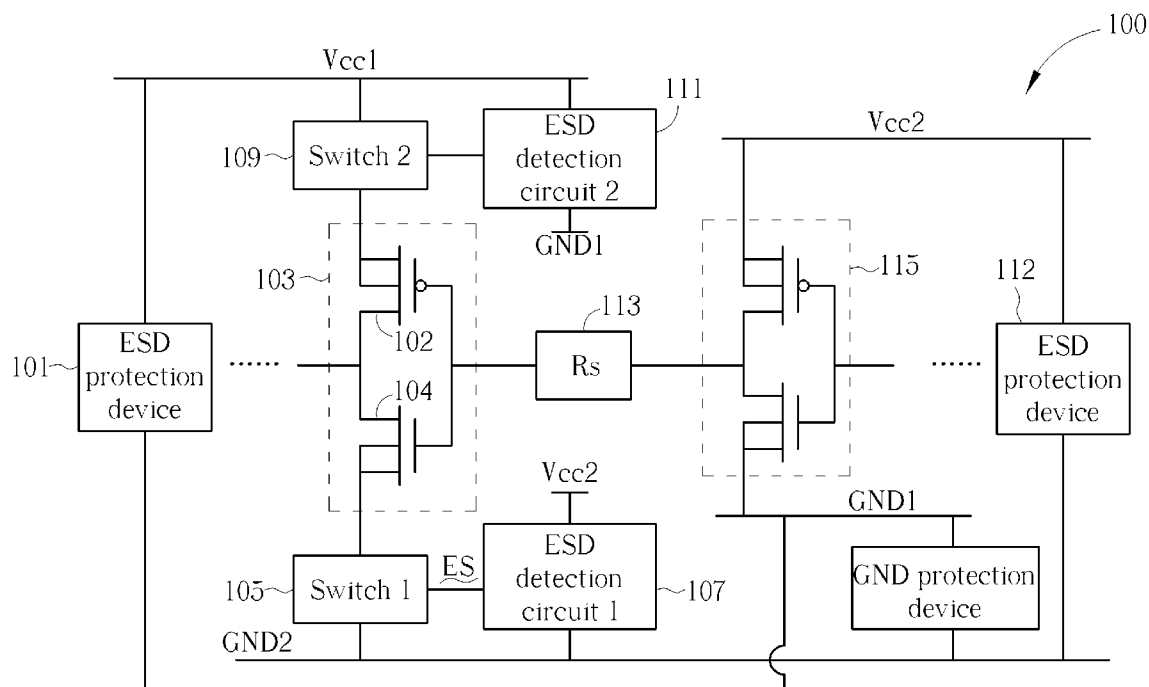 100
Vcc1
111
Vcc2
ESD
detection
circuit 2
109
Switch 2
GND1
103
115
112
113
102
101
ESD
protection
device
......
Rs
......
ESD
protection
device
104
Vcc2
GND1
ES
ESD
detection
circuit 1
105
Switch 1
107
GND protection
device
GND2